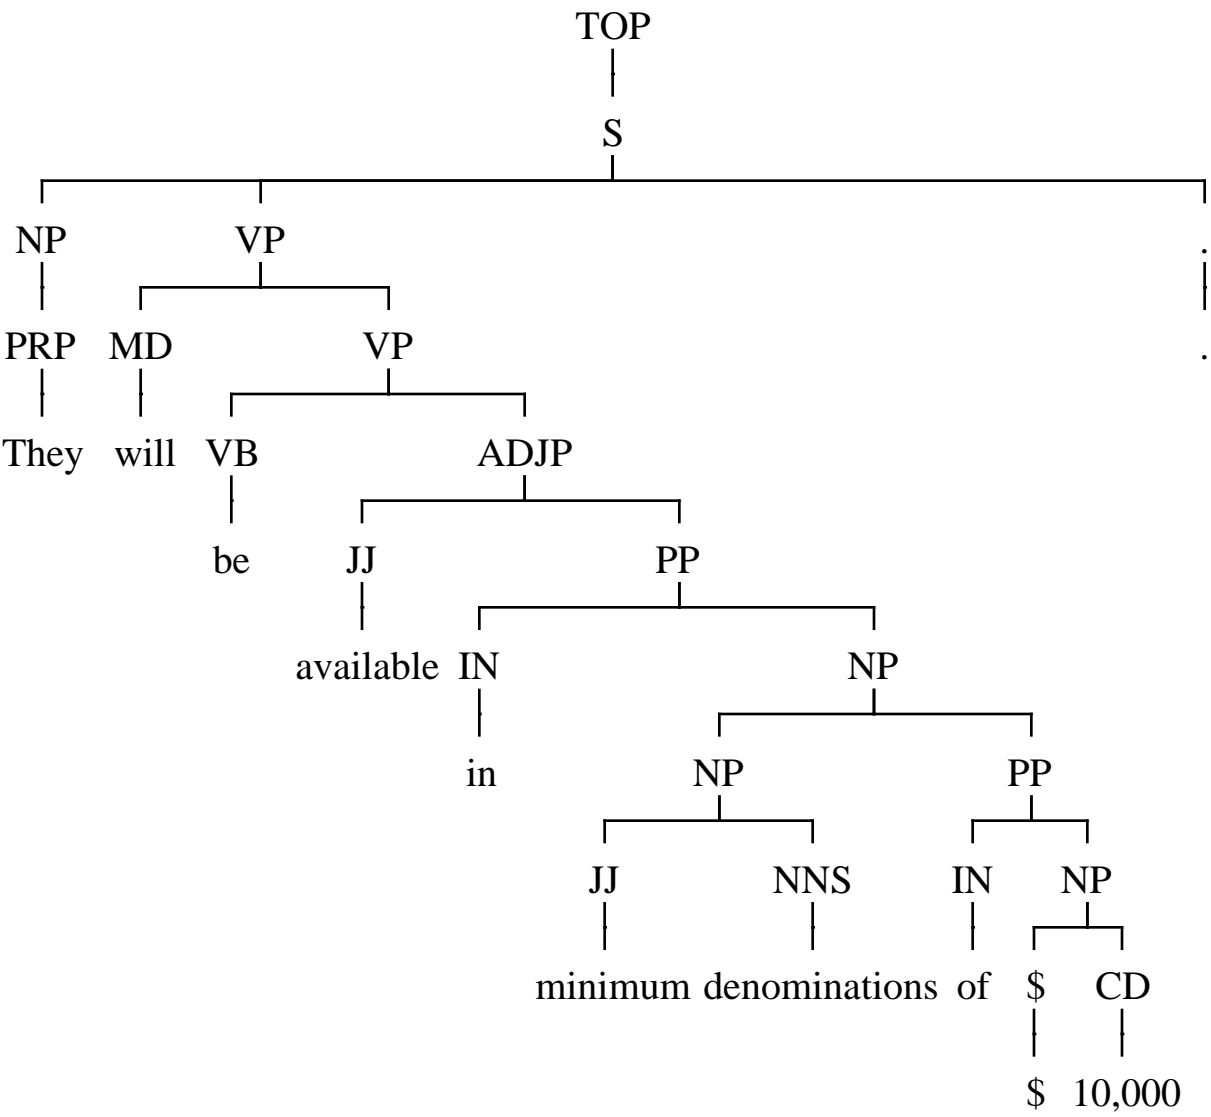 TOP
S
NP VP .
PRP MD VP .
They will VB ADJP
be JJ PP
available IN NP
in NP PP
JJ NNS IN NP
minimum denominations of $ CD
$ 10,000